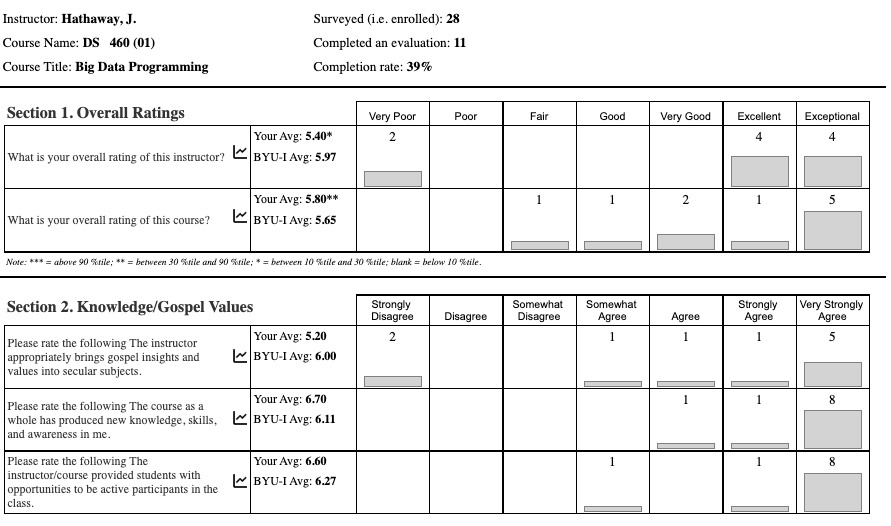 Instructor: Hathaway, J.
Surveyed (i.e. enrolled): 28
Course Name: DS 460 (01)
Completed an evaluation: 11
Course Title: Big Data Programming
Completion rate: 39%
Section 1. Overall Ratings
Very Poor Poor Fair Good Very Good Excellent Exceptional
What is your overall rating of this instructor?
Your Avg: 5.40*
BYU-I Avg: 5.97
2 4 4
What is your overall rating of this course?
Your Avg: 5.80**
BYU-I Avg: 5.65
1 1 2 1 5
Note: *** = above 90 %tile; ** = between 30 %tile and 90 %tile; * = between 10 %tile and 30 %tile; blank = below 10 %tile.
Section 2. Knowledge/Gospel Values
Strongly Disagree
Disagree
Somewhat Disagree
Somewhat Agree
Agree
Strongly Agree
Very Strongly Agree
Please rate the following The instructor
appropriately brings gospel insights and
values into secular subjects.
Your Avg: 5.20
BYU-I Avg: 6.00
2 1 1 1 5
Please rate the following The course as a
whole has produced new knowledge, skills,
and awareness in me.
Your Avg: 6.70
BYU-I Avg: 6.11
1 1 8
Please rate the following The
instructor/course provided students with
opportunities to be active participants in the
class.
Your Avg: 6.60
BYU-I Avg: 6.27
1 1 8